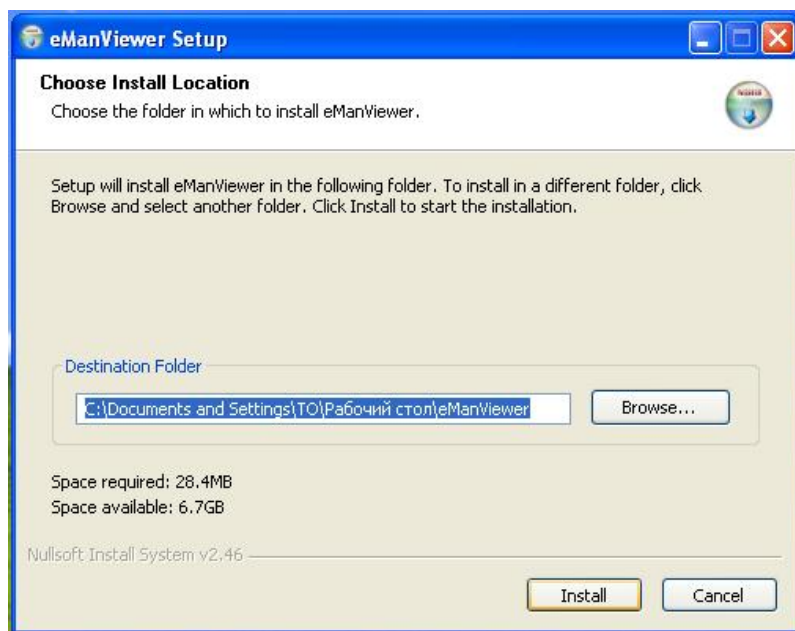 eManViewer Setup
Choose Install Location
Choose the folder in which to install eManViewer.
Setup will install eManViewer in the following folder. To install in a different folder, click
Browse and select another folder. Click Install to start the installation.
Destination Folder
C:\Documents and Settings\TO\Рабочий стол\eManViewer
Browse...
Space required: 28.4MB
Space available: 6.7GB
Nullsoft Install System v2.46
Install
Cancel